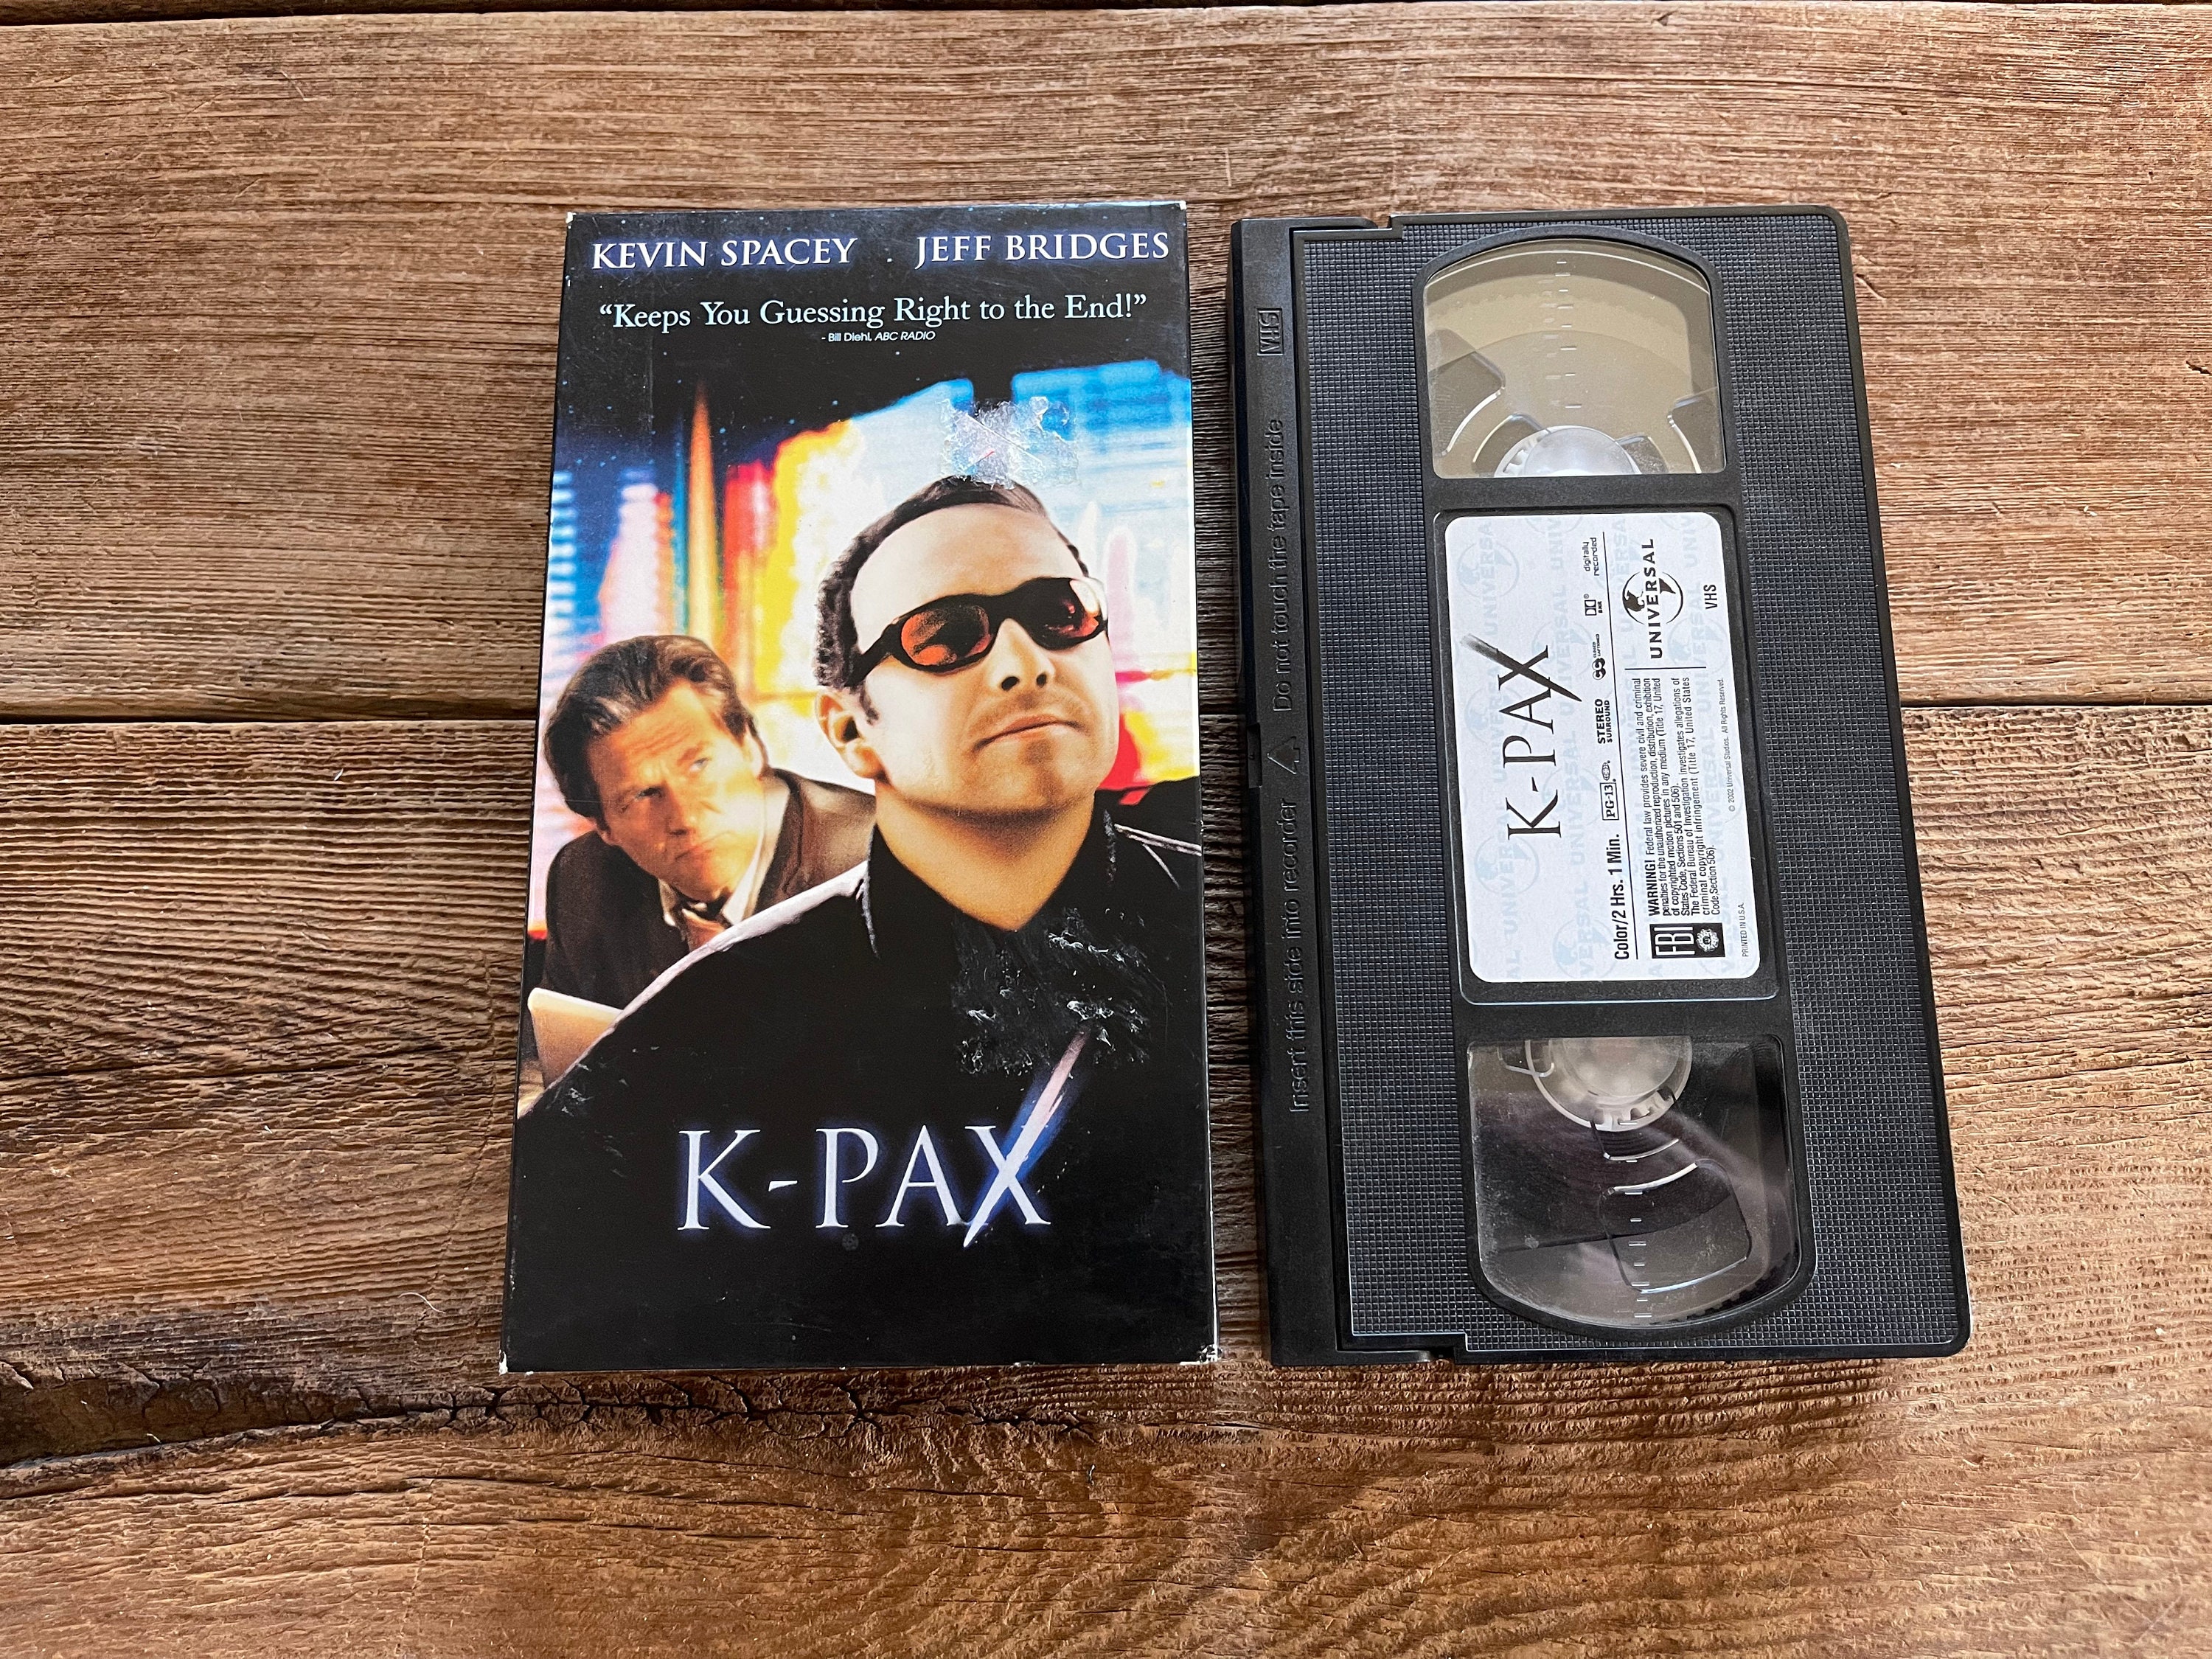 KEVIN SPACEY JEFF BRIDGES
“Keeps You Guessing Right to the End!”
- Bill Diehl, ABC RADIO
K-PAX
VHS
Insert this side into recorder Do not touch the tape inside
K-PAX
Color/2 Hrs. 1 Min. PG-13 STEREO SURROUND CLOSED CAPTIONED digitally recorded
FBI
WARNING! Federal law provides severe civil and criminal
penalties for the unauthorized reproduction, distribution, exhibition
of copyrighted motion pictures in any medium (Title 17, United
States Code, Sections 501 and 506).
The Federal Bureau of Investigation investigates allegations of
criminal copyright infringement (Title 17, United States
Code, Section 506).
UNIVERSAL
VHS
© 2002 Universal Studios. All Rights Reserved.
PRINTED IN U.S.A.